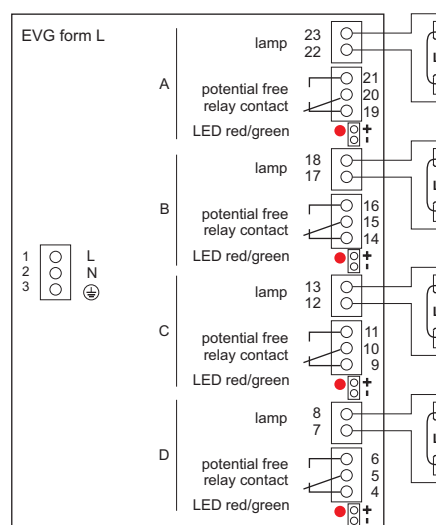 EVG form L
lamp
23
22
A
potential free
relay contact
21
20
19
LED red/green
+
-
lamp
18
17
B
potential free
relay contact
16
15
14
LED red/green
+
-
1 L
2 N
3
lamp
13
12
C
potential free
relay contact
11
10
9
LED red/green
+
-
lamp
8
7
D
potential free
relay contact
6
5
4
LED red/green
+
-